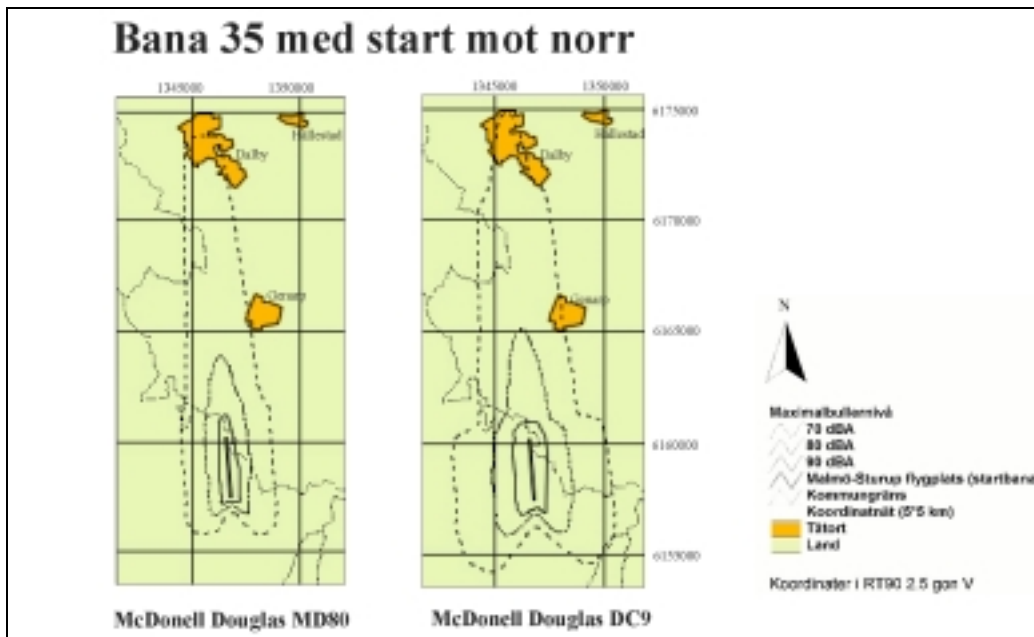 Bana 35 med start mot norr
1345000 1350000
1345000 1350000
Hällestad
Dalby
Genarp
Hällestad
Dalby
Genarp
6175000
6170000
6165000
6160000
6155000
N
Maximalbullernivå
70 dBA
80 dBA
90 dBA
Malmö-Sturup flygplats (startbana
Kommungräns
Koordinatnät (5*5 km)
Tätort
Land
Koordinater i RT90 2.5 gon V
McDonell Douglas MD80
McDonell Douglas DC9